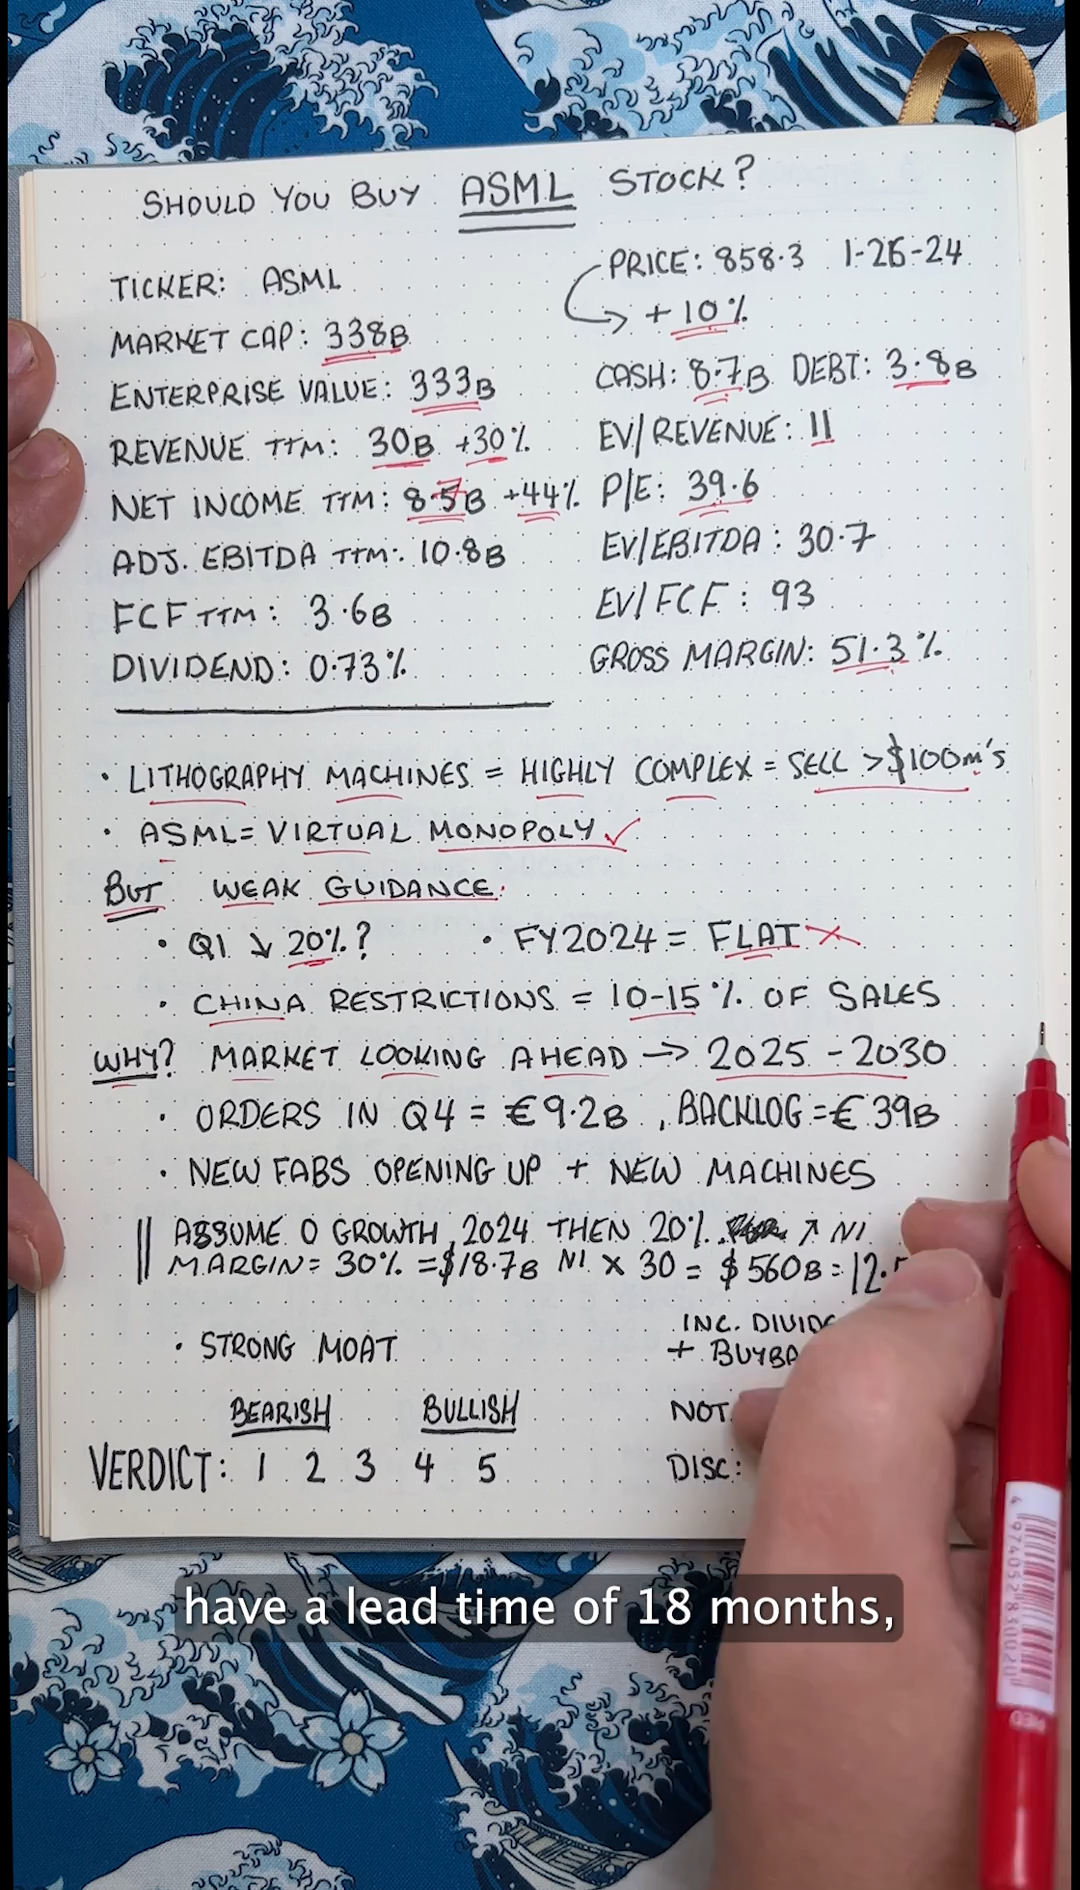 SHOULD YOU BUY ASML STOCK?
TICKER: ASML
PRICE: 858.3 1-26-24
+ 10%
MARKET CAP: 338B
ENTERPRISE VALUE: 333B
CASH: 8.7B DEBT: 3.8B
REVENUE TTM: 30B +30%
EV/REVENUE: 11
NET INCOME TTM: 8.5B +44%
P/E: 39.6
ADJ. EBITDA TTM: 10.8B
EV/EBITDA: 30.7
FCF TTM: 3.6B
EV/FCF: 93
DIVIDEND: 0.73%
GROSS MARGIN: 51.3%
• LITHOGRAPHY MACHINES = HIGHLY COMPLEX = SELL >$100m's
• ASML = VIRTUAL MONOPOLY ✓
BUT WEAK GUIDANCE:
• Q1 ↘ 20%? • FY2024 = FLAT ✗
• CHINA RESTRICTIONS = 10-15% OF SALES
WHY? MARKET LOOKING AHEAD → 2025 - 2030
• ORDERS IN Q4 = €9.2B, BACKLOG = €39B
• NEW FABS OPENING UP + NEW MACHINES
ASSUME 0 GROWTH 2024 THEN 20% ↗ NI
MARGIN = 30% = $18.7B NI X 30 = $560B = 12.
INC.
• STRONG MOAT
+
BEARISH BULLISH
VERDICT: 1 2 3 4 5
DISC:
have a lead time of 18 months,
4 974052 830020
RED